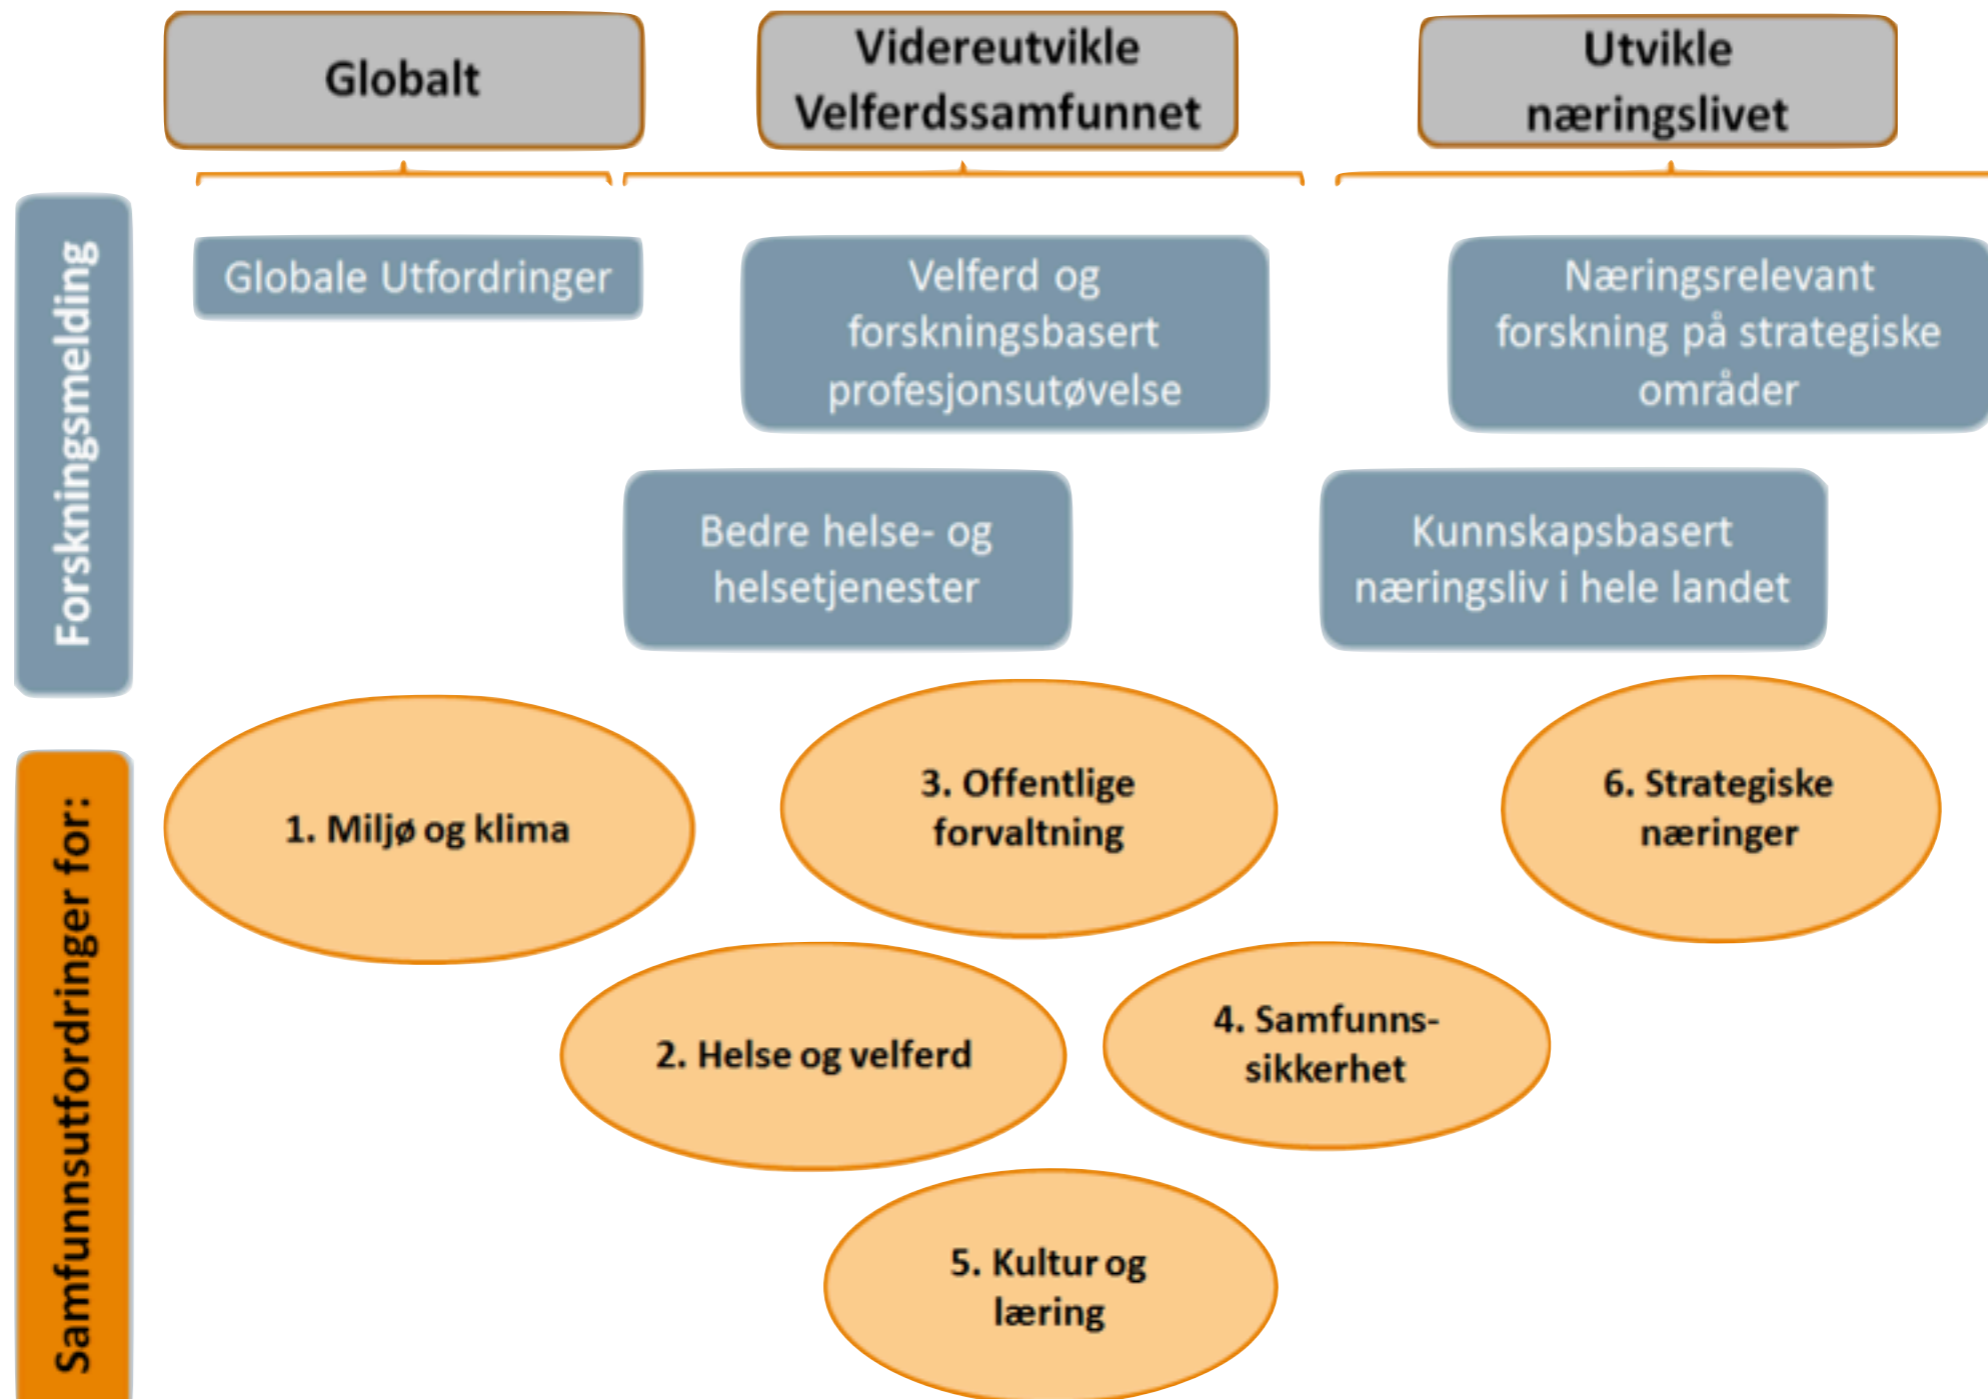 Globalt
Videreutvikle
Velferdssamfunnet
Utvikle
næringslivet
Forskningsmelding
Globale Utfordringer
Velferd og
forskningsbasert
profesjonsutøvelse
Næringsrelevant
forskning på strategiske
områder
Bedre helse- og
helsetjenester
Kunnskapsbasert
næringsliv i hele landet
Samfunnsutfordringer for:
1. Miljø og klima
3. Offentlige
forvaltning
6. Strategiske
næringer
2. Helse og velferd
4. Samfunns-
sikkerhet
5. Kultur og
læring